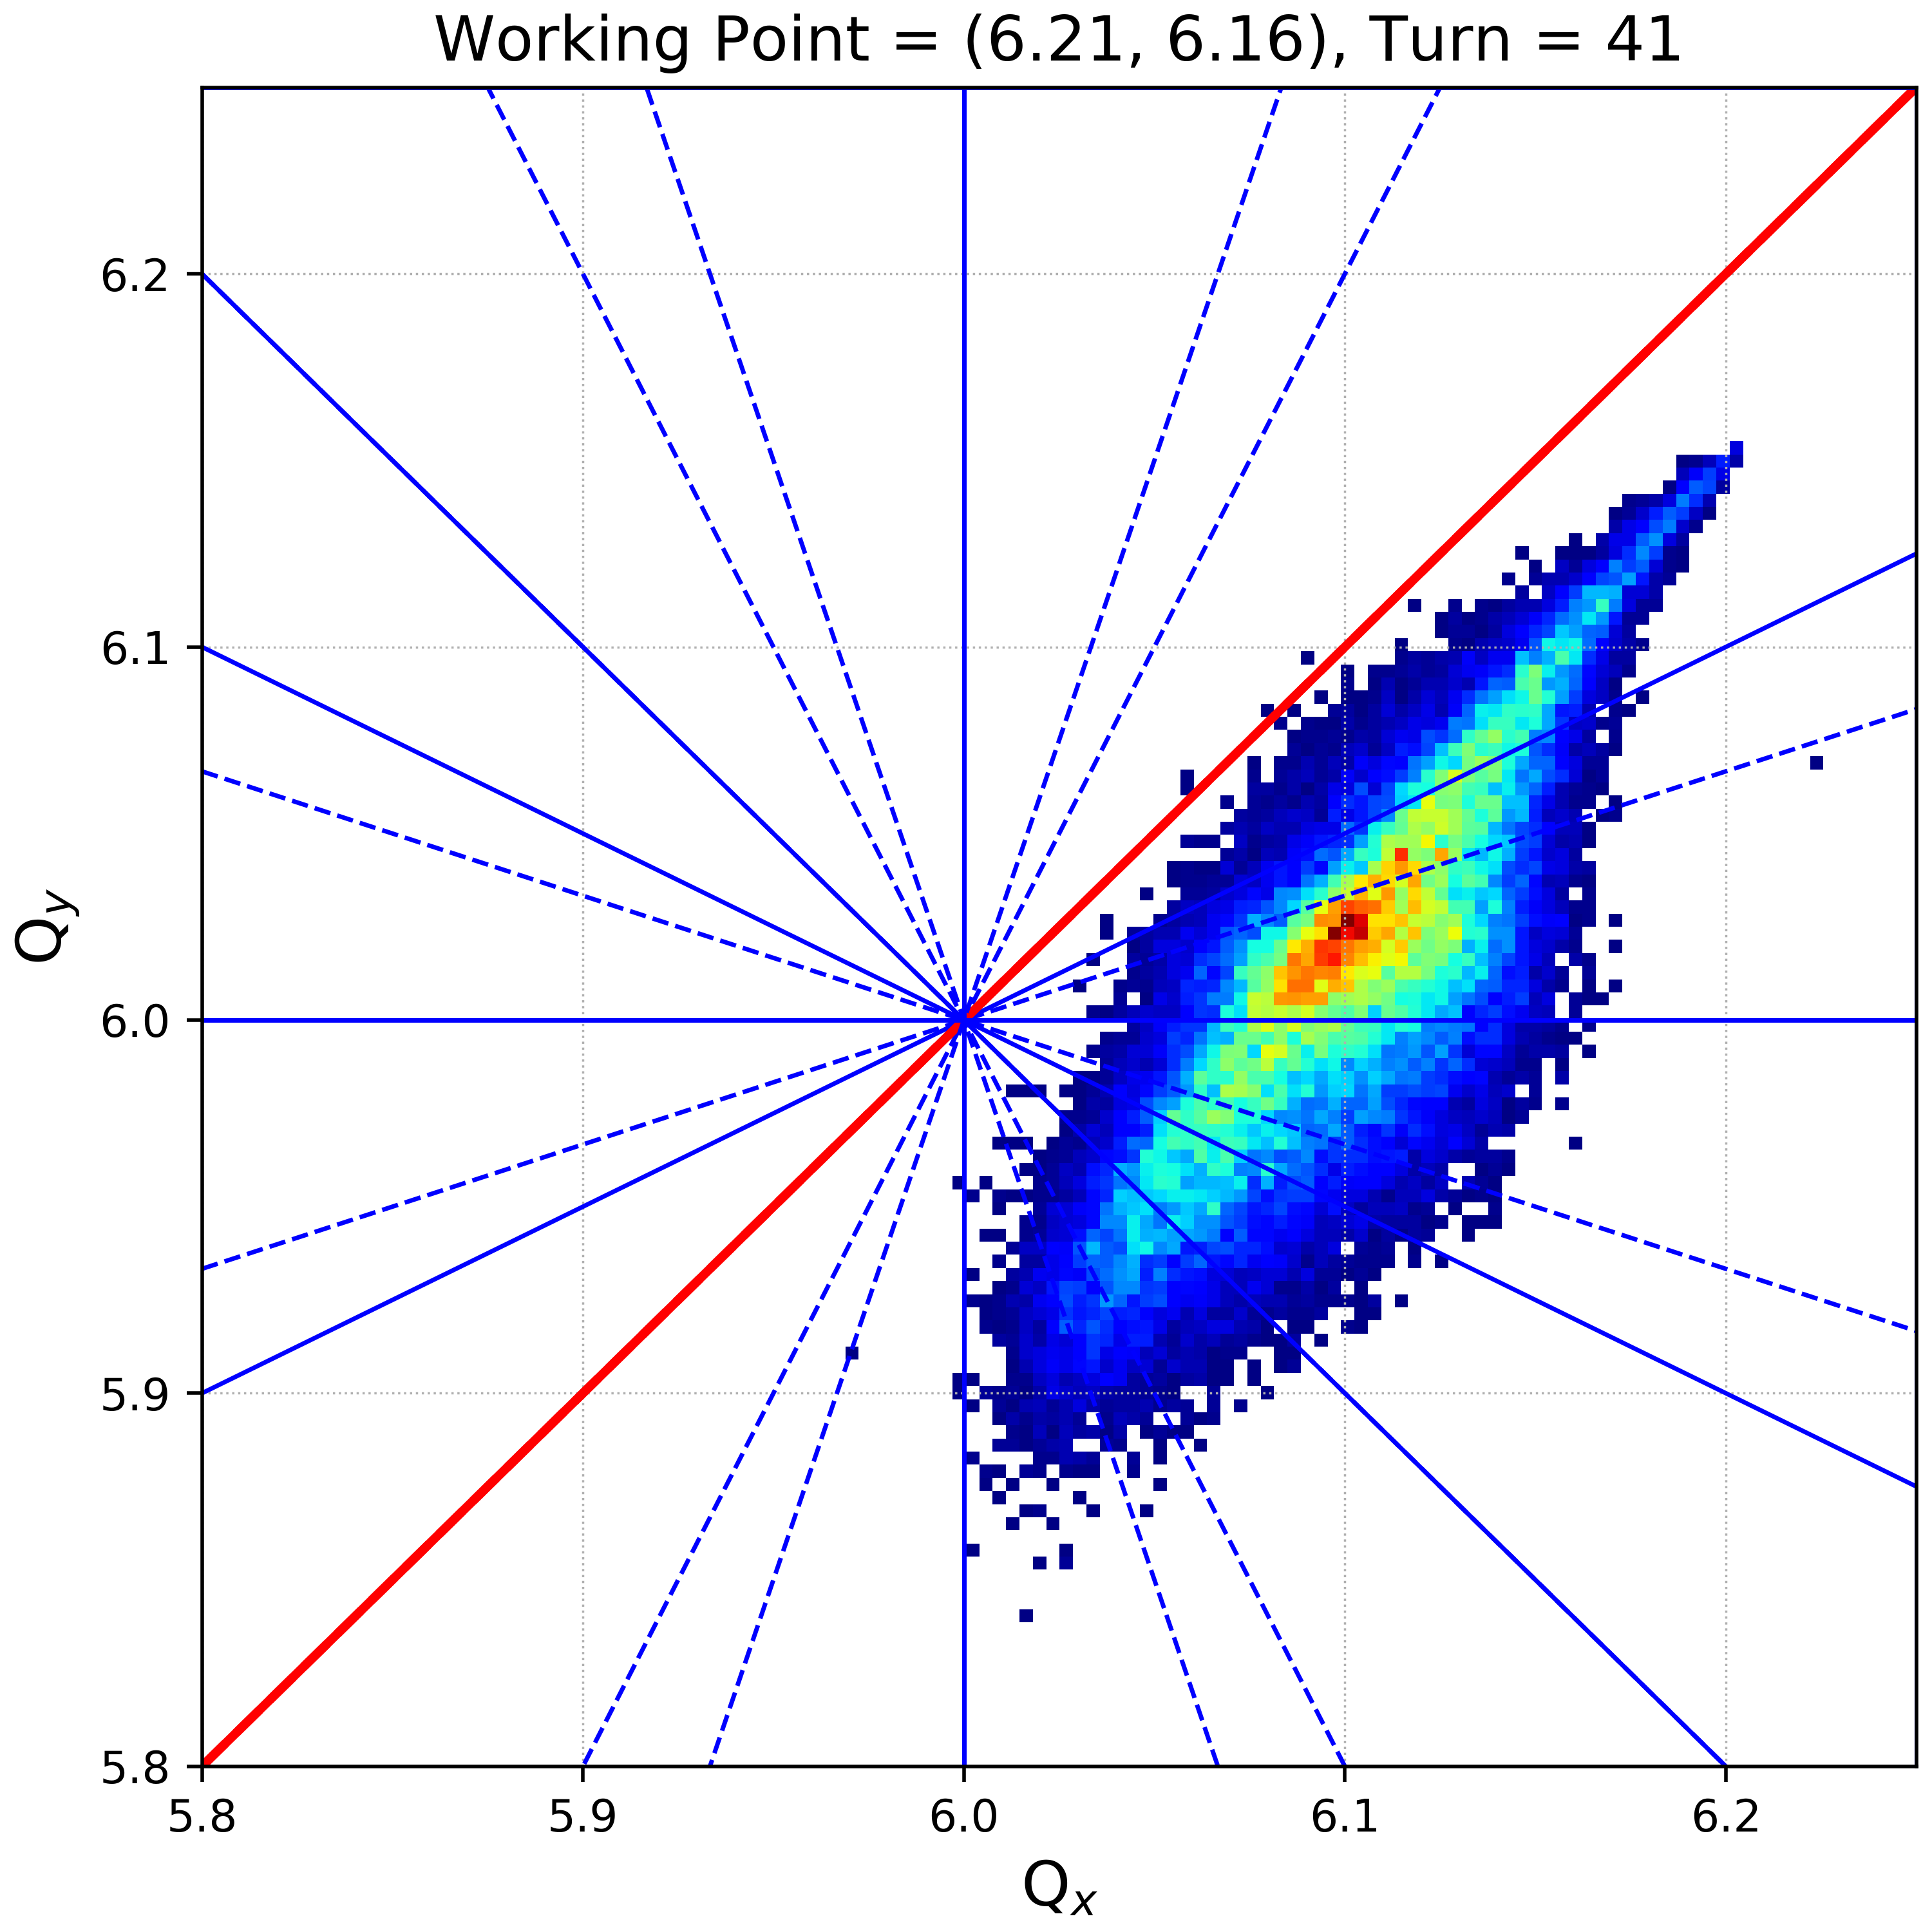 Working Point = (6.21, 6.16), Turn = 41
6.2
6.1
6.0
5.9
5.8
Qy
5.8 5.9 6.0 6.1 6.2
Qx